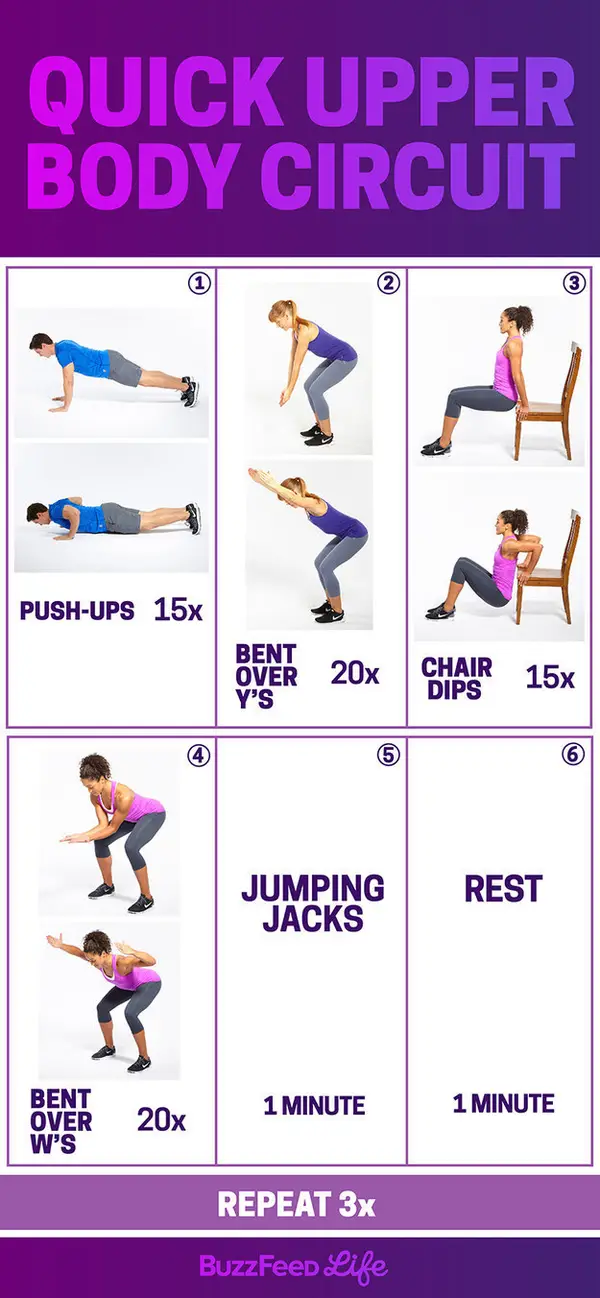 QUICK UPPER
BODY CIRCUIT
1
PUSH-UPS 15x
2
BENT
OVER
Y'S
20x
3
CHAIR
DIPS
15x
4
BENT
OVER
W'S
20x
5
JUMPING
JACKS
1 MINUTE
6
REST
1 MINUTE
REPEAT 3x
BuzzFeed Life